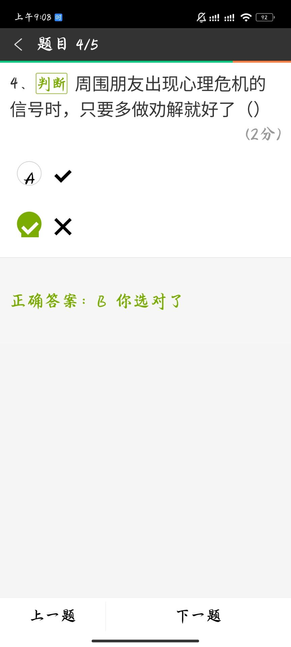 上午9:08
92
题目 4/5
4、判断 周围朋友出现心理危机的
信号时，只要多做劝解就好了（）
(2分)
A
正确答案：B 你选对了
上一题
下一题